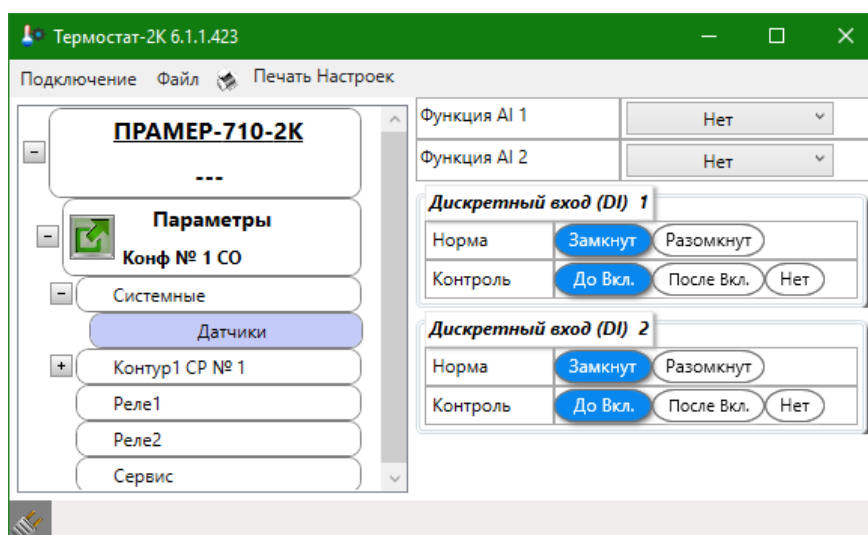 Термостат-2К 6.1.1.423
Подключение Файл Печать Настроек
ПРАМЕР-710-2К
---
Параметры
Конф № 1 СО
Системные
Датчики
Контур1 СР № 1
Реле1
Реле2
Сервис
Функция AI 1 Нет
Функция AI 2 Нет
Дискретный вход (DI) 1
Норма Замкнут Разомкнут
Контроль До Вкл. После Вкл. Нет
Дискретный вход (DI) 2
Норма Замкнут Разомкнут
Контроль До Вкл. После Вкл. Нет